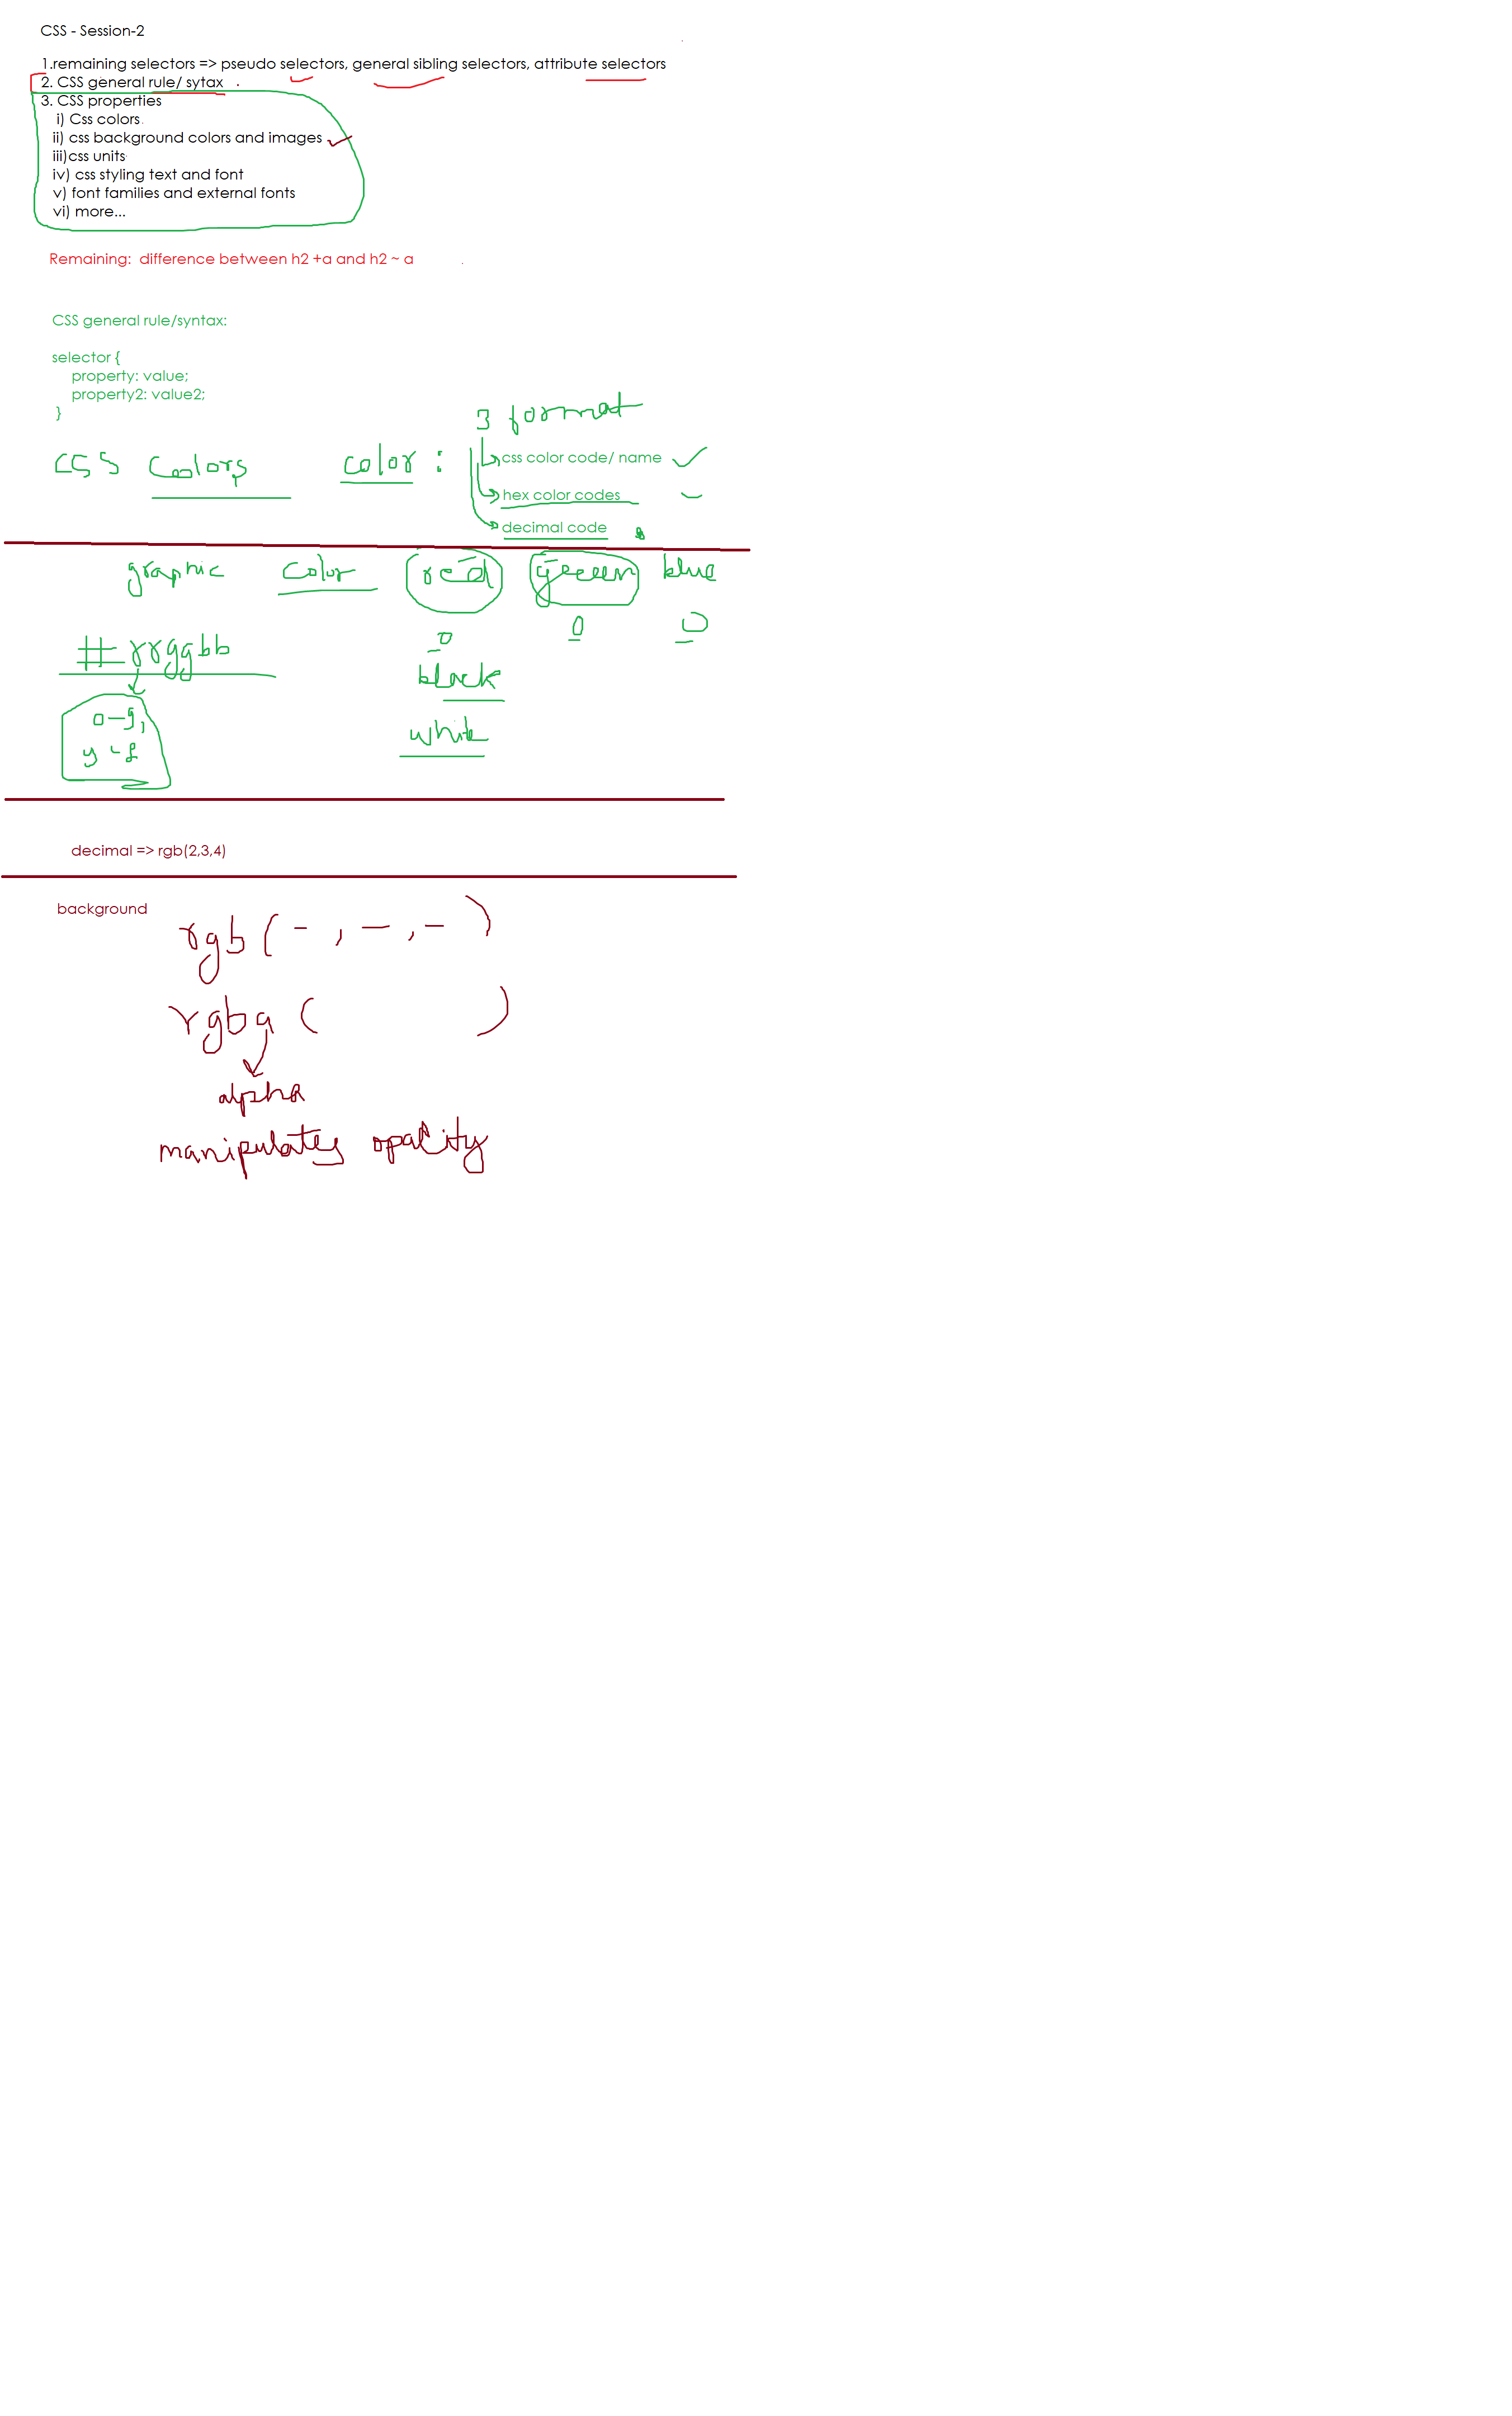 CSS - Session-2
1.remaining selectors => pseudo selectors, general sibling selectors, attribute selectors
2. CSS general rule/ sytax
3. CSS properties
i) Css colors
ii) css background colors and images
iii)css units
iv) css styling text and font
v) font families and external fonts
vi) more...
Remaining: difference between h2 +a and h2 ~ a
CSS general rule/syntax:
selector {
property: value;
property2: value2;
}
3 format
CSS Colors color :
css color code/ name
hex color codes
decimal code
graphic color red green blue
0 0 0
# rrggbb
black
0-9,
white
decimal => rgb(2,3,4)
background
rgb( - , - , - )
rgba ( )
alpha
manipulates opacity